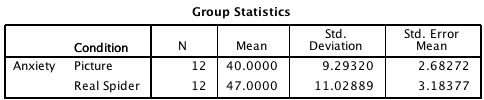 Group Statistics
Condition N Mean Std. Deviation Std. Error Mean
Anxiety Picture 12 40.0000 9.29320 2.68272
Real Spider 12 47.0000 11.02889 3.18377